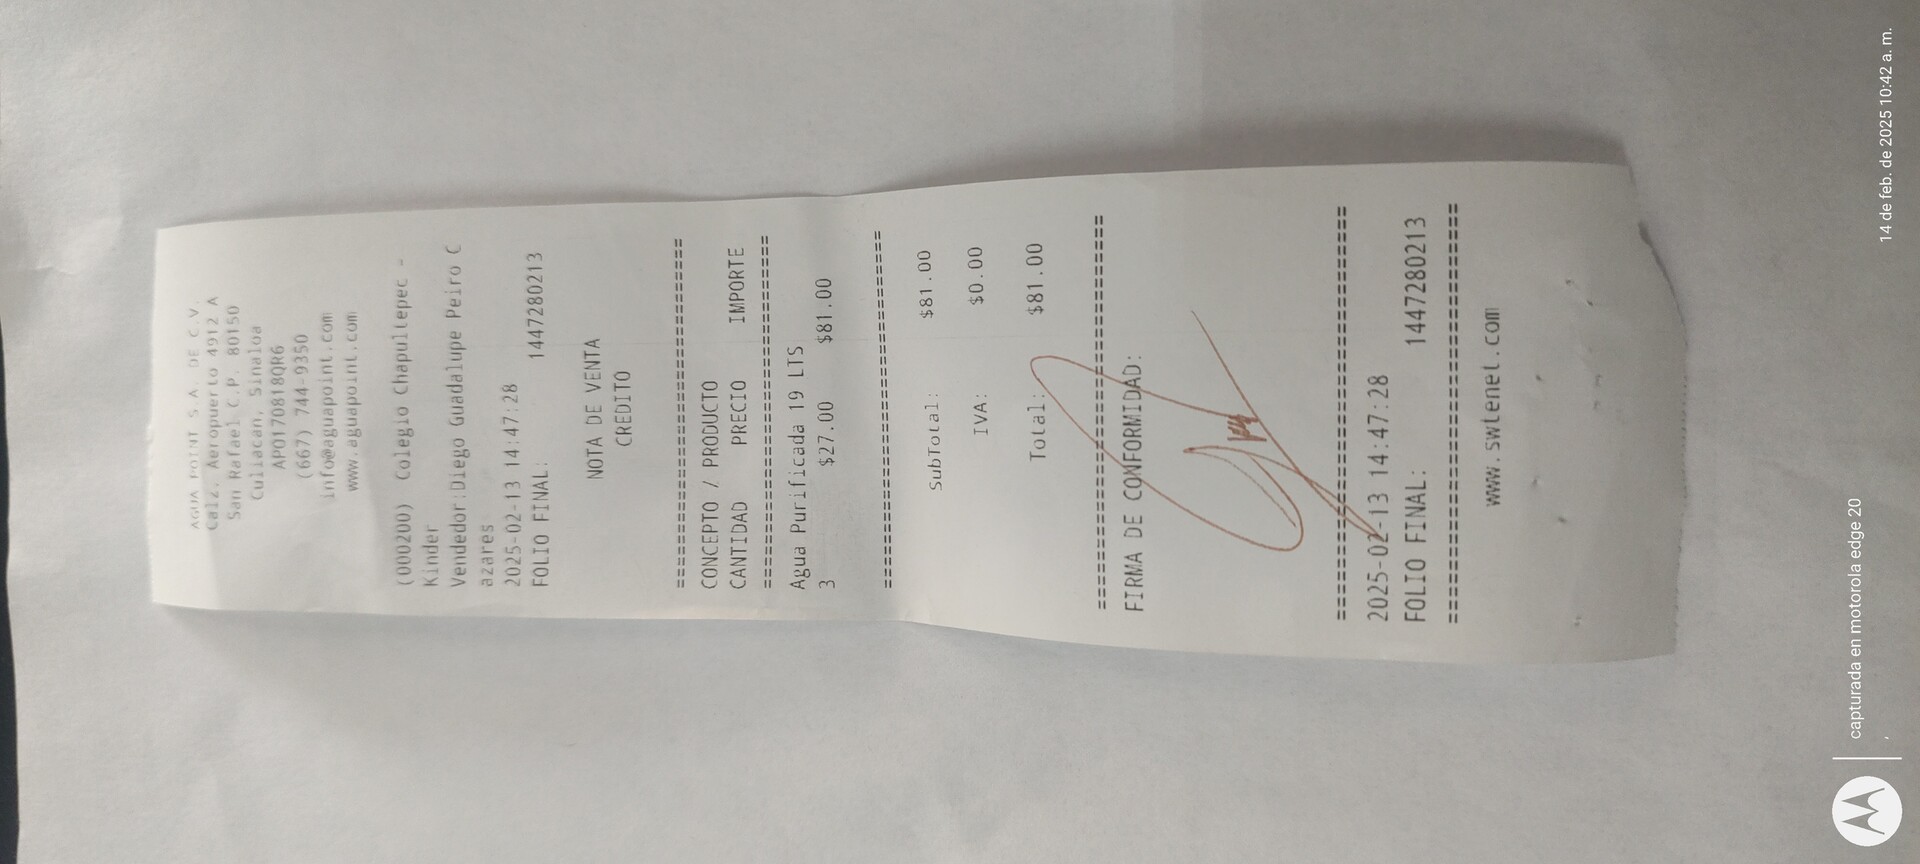 AGUA POINT S.A. DE C.V.
Calz. Aeropuerto 4912 A
San Rafael C.P. 80150
Culiacan, Sinaloa
APO170818QR6
(667) 744-9350
info@aguapoint.com
www.aguapoint.com
(000200) Colegio Chapultepec -
Kinder
Vendedor:Diego Guadalupe Peiro C
azares
2025-02-13 14:47:28
FOLIO FINAL: 1447280213
NOTA DE VENTA
CREDITO
================================
CONCEPTO / PRODUCTO
CANTIDAD PRECIO IMPORTE
================================
Agua Purificada 19 LTS
3 $27.00 $81.00
================================
SubTotal: $81.00
IVA: $0.00
Total: $81.00
================================
FIRMA DE CONFORMIDAD:
================================
2025-02-13 14:47:28
FOLIO FINAL: 1447280213
================================
www.swtenet.com
capturada en motorola edge 20
,
14 de feb. de 2025 10:42 a. m.